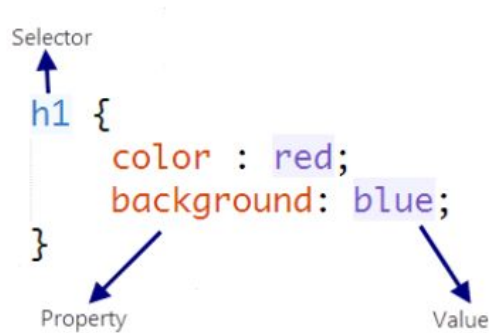 Selector
h1 {
color : red;
background: blue;
}
Property
Value